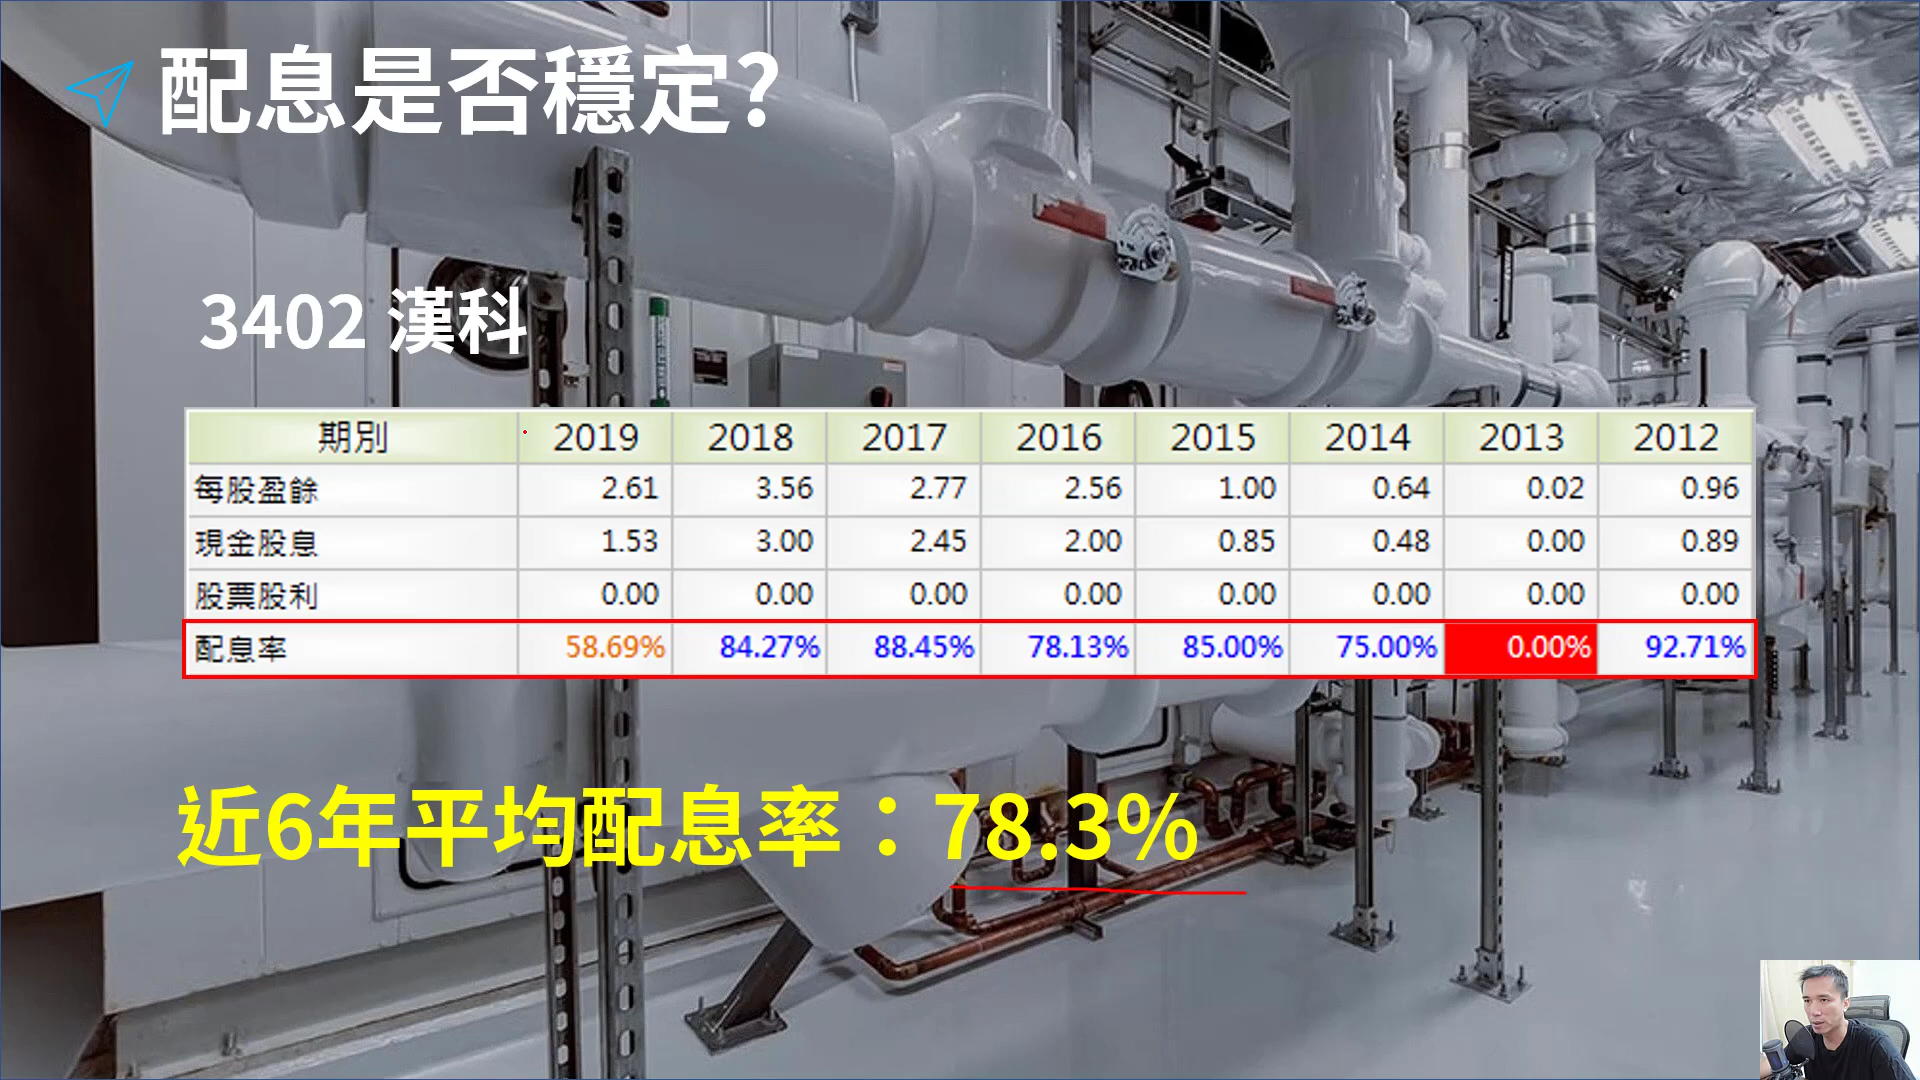 配息是否穩定?
3402 漢科
期別 2019 2018 2017 2016 2015 2014 2013 2012
每股盈餘 2.61 3.56 2.77 2.56 1.00 0.64 0.02 0.96
現金股息 1.53 3.00 2.45 2.00 0.85 0.48 0.00 0.89
股票股利 0.00 0.00 0.00 0.00 0.00 0.00 0.00 0.00
配息率 58.69% 84.27% 88.45% 78.13% 85.00% 75.00% 0.00% 92.71%
近6年平均配息率：78.3%